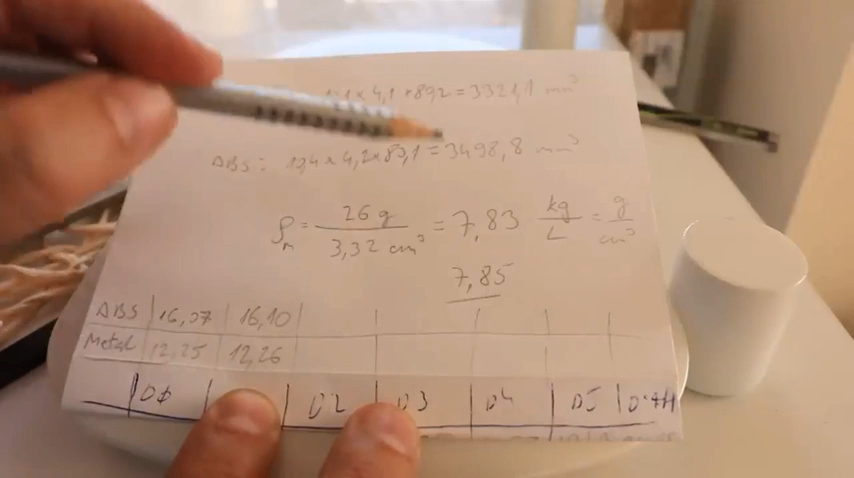 × 4,1 × 89,2 = 3321,1 mm³
ABS: 13,4 × 4,2 × 83,1 = 3498,8 mm³
ρₘ = 26 g / 3,32 cm³ = 7,83 kg/L = g/cm³
7,85
ABS 16,07 16,10
Metal 12,25 12,26
D0 D2 D3 D4 D5